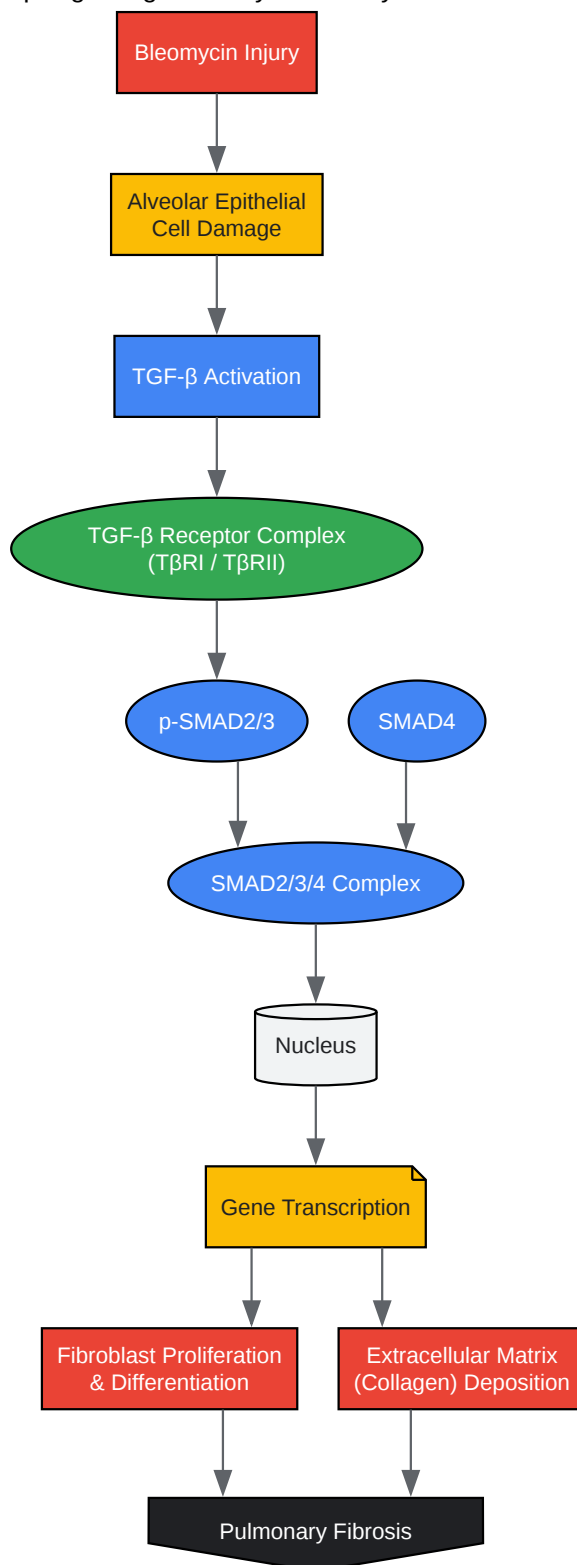 Bleomycin Injury
Alveolar Epithelial
Cell Damage
TGF-β Activation
TGF-β Receptor Complex
(TβRI / TβRII)
p-SMAD2/3
SMAD4
SMAD2/3/4 Complex
Nucleus
Gene Transcription
Fibroblast Proliferation
& Differentiation
Extracellular Matrix
(Collagen) Deposition
Pulmonary Fibrosis